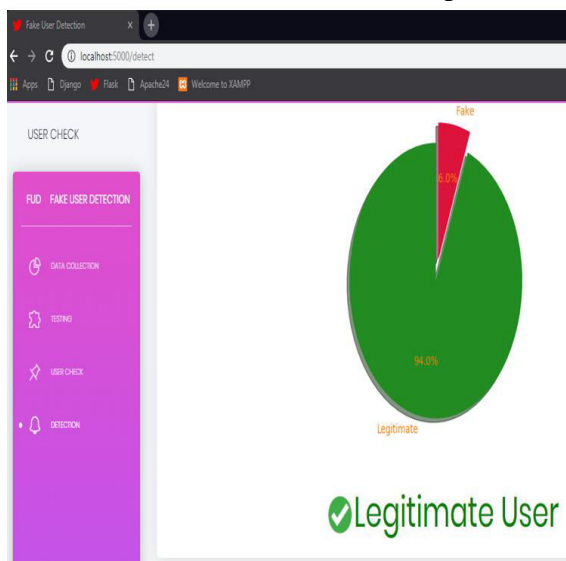 Fake User Detection
localhost:5000/detect
Apps Django Flask Apache24 Welcome to XAMPP
USER CHECK
FUD FAKE USER DETECTION
DATA COLLECTION
TESTING
USER CHECK
DETECTION
Fake
6.0%
94.0%
Legitimate
Legitimate User